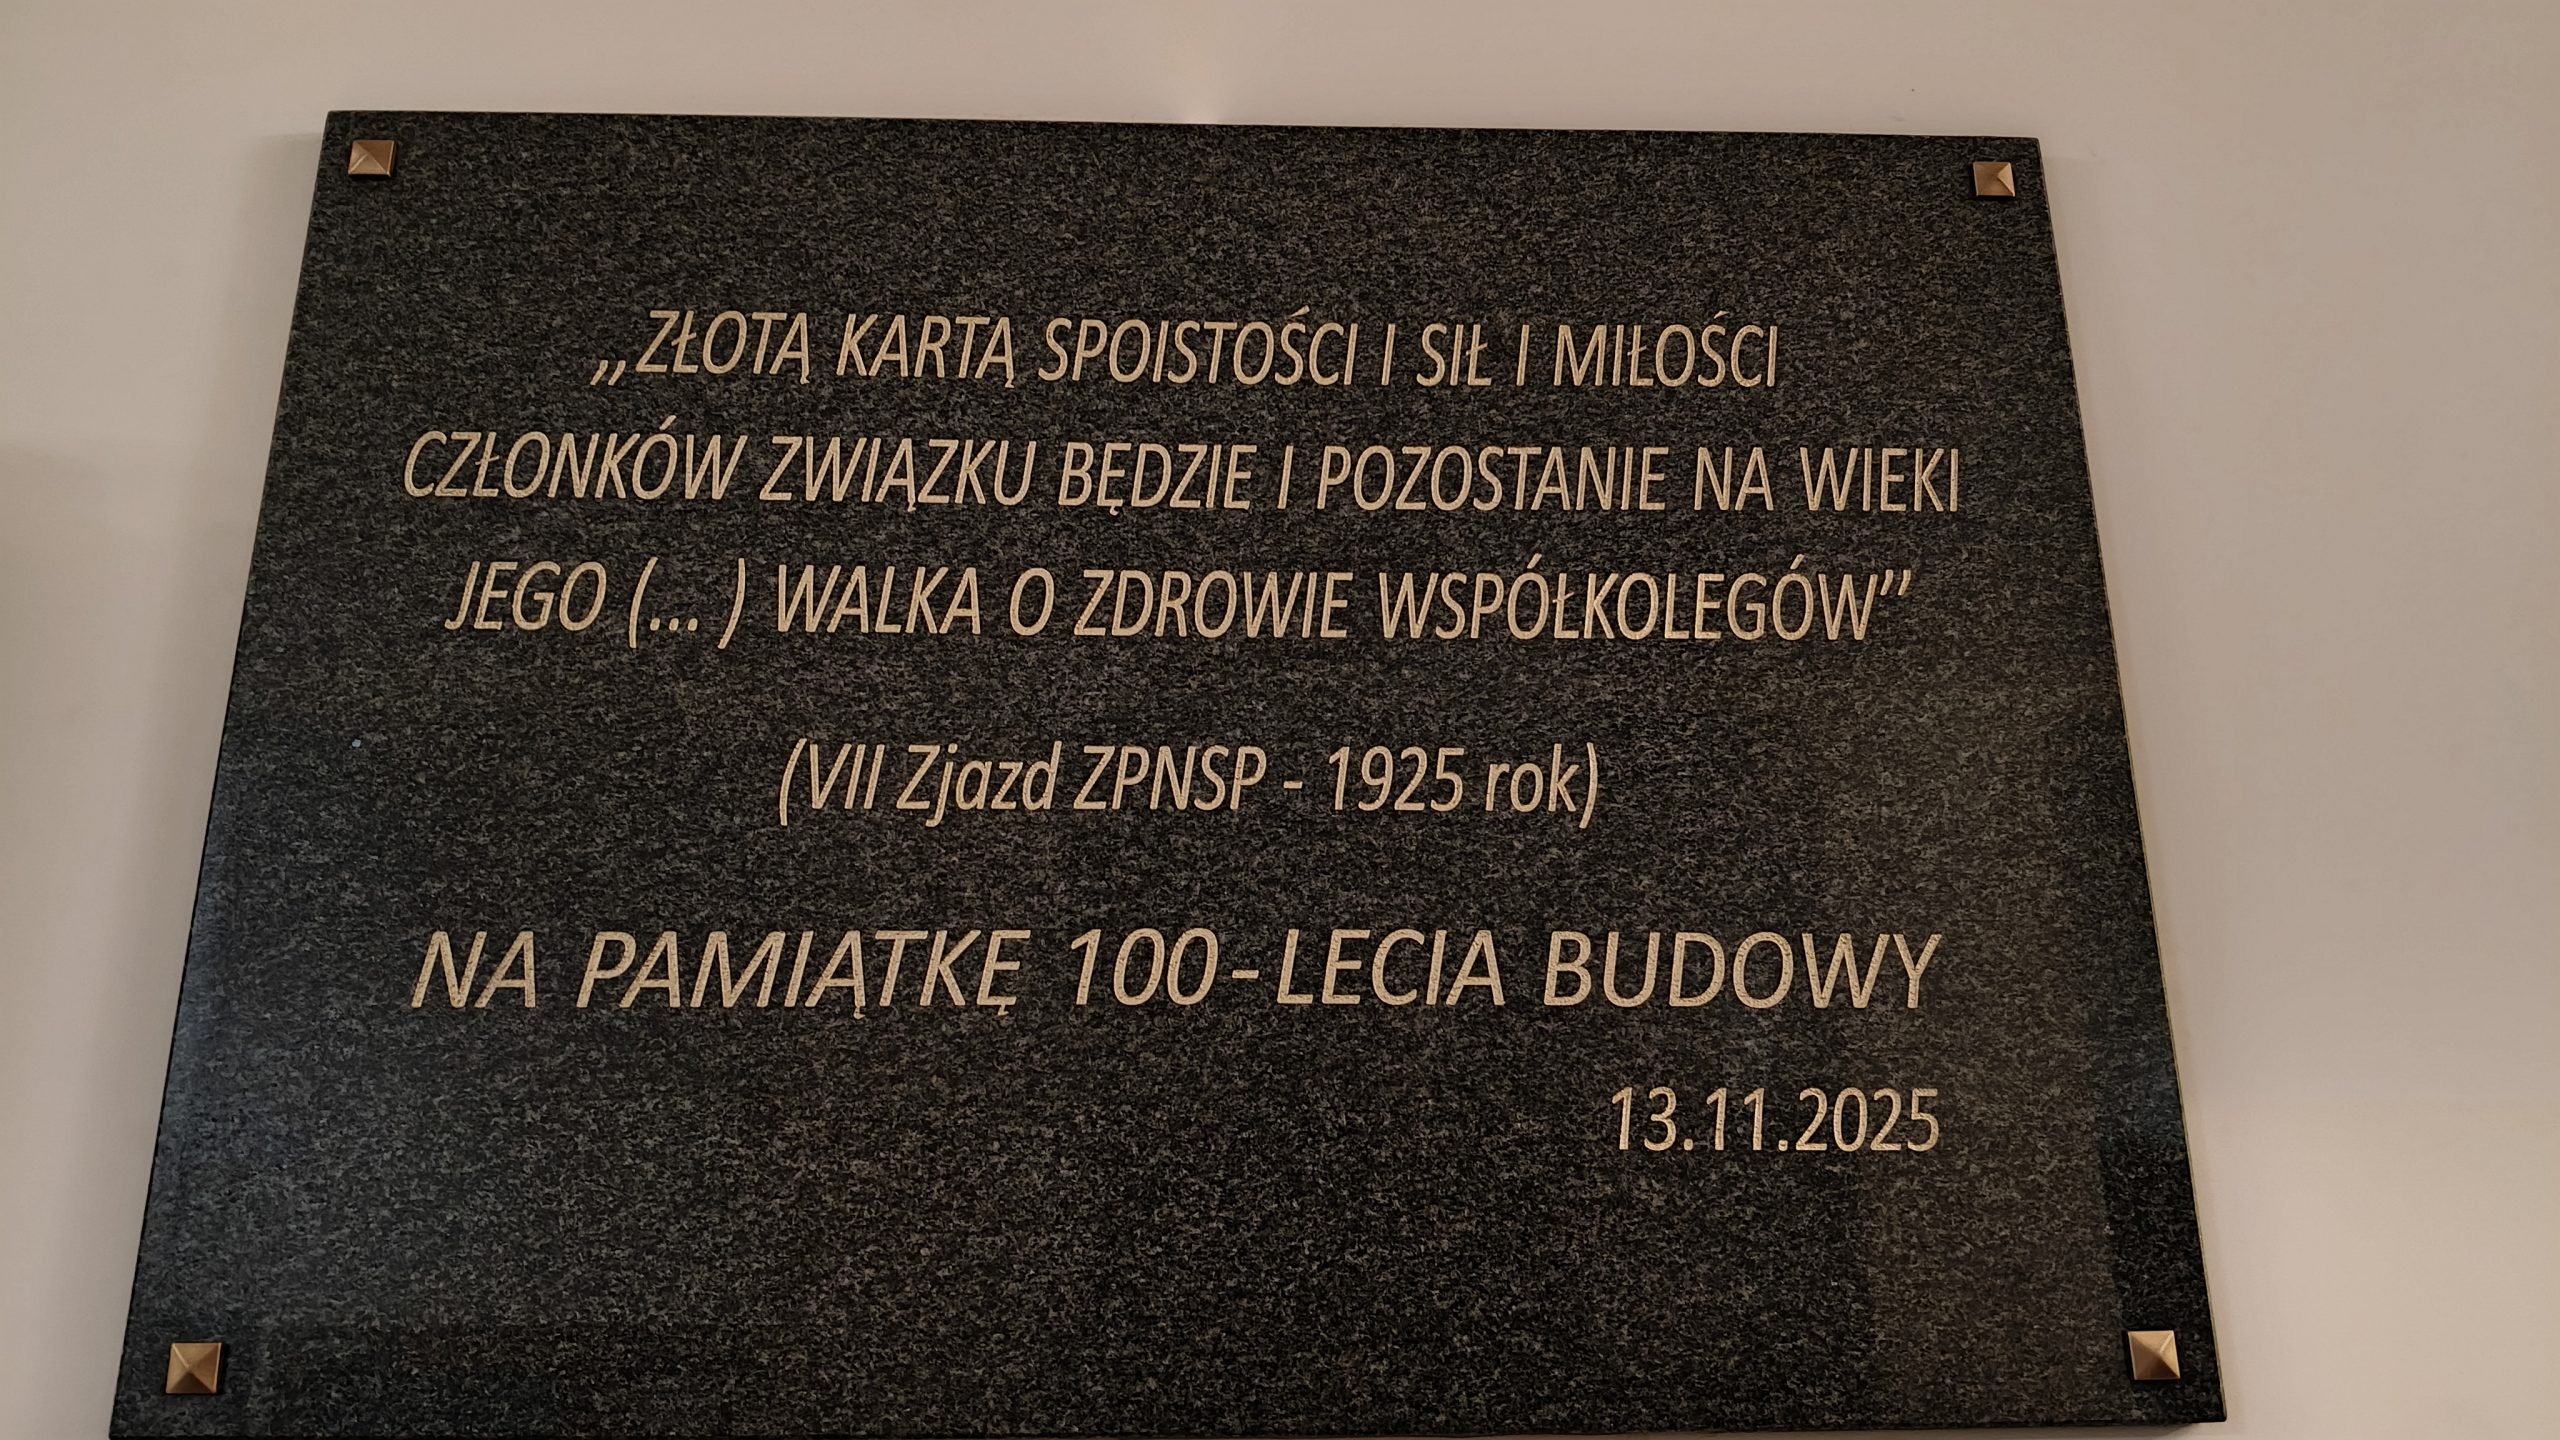 „ZŁOTĄ KARTĄ SPOISTOŚCI I SIŁ I MIŁOŚCI
CZŁONKÓW ZWIĄZKU BĘDZIE I POZOSTANIE NA WIEKI
JEGO (... ) WALKA O ZDROWIE WSPÓŁKOLEGÓW”
(VII Zjazd ZPNSP - 1925 rok)
NA PAMIĄTKĘ 100-LECIA BUDOWY
13.11.2025